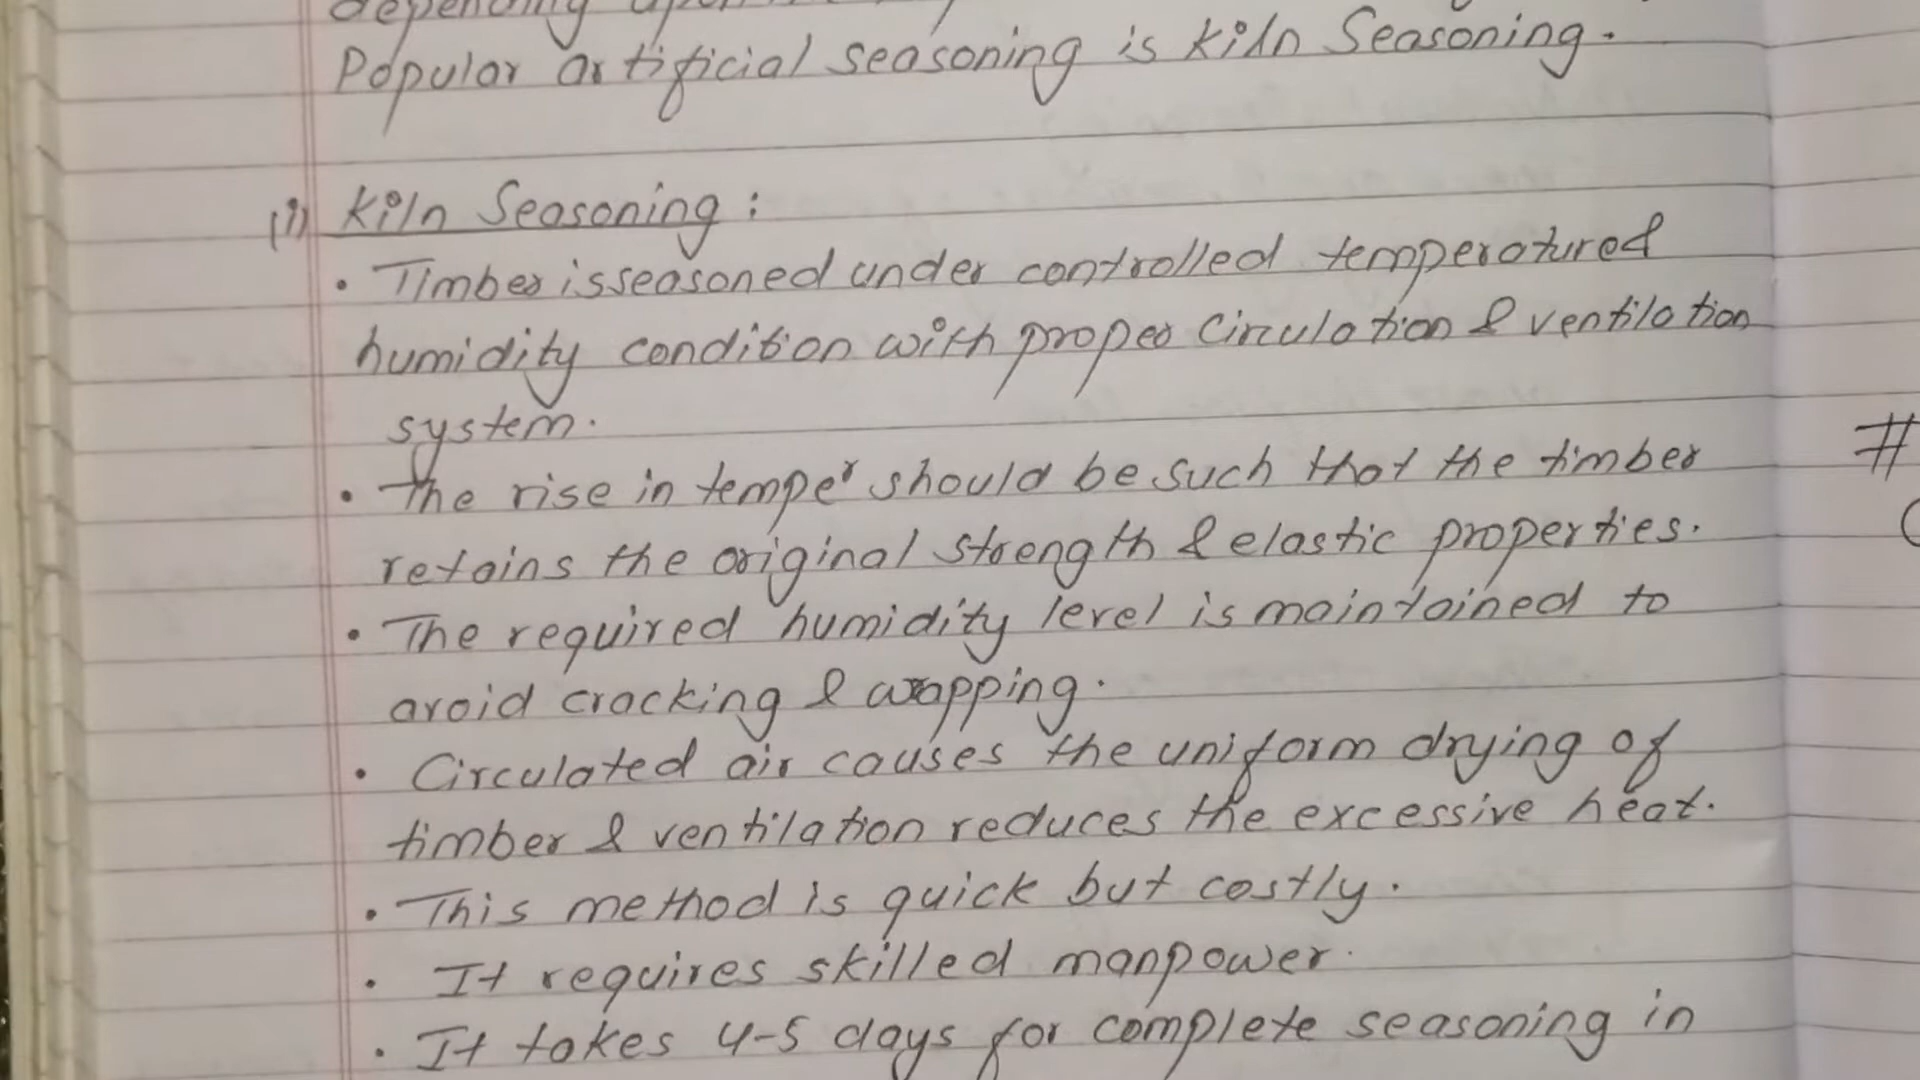 depending upon
Popular artificial seasoning is kiln Seasoning.
(i) Kiln Seasoning:
• Timber is seasoned under controlled temperatured
humidity condition with proper Circulation & ventilation
system.
• The rise in tempeʳ should be such that the timber
retains the original strength & elastic properties.
• The required humidity level is maintained to
avoid cracking & wrapping.
• Circulated air causes the uniform drying of
timber & ventilation reduces the excessive heat.
• This method is quick but costly.
• It requires skilled manpower.
• It takes 4-5 days for complete seasoning in
#